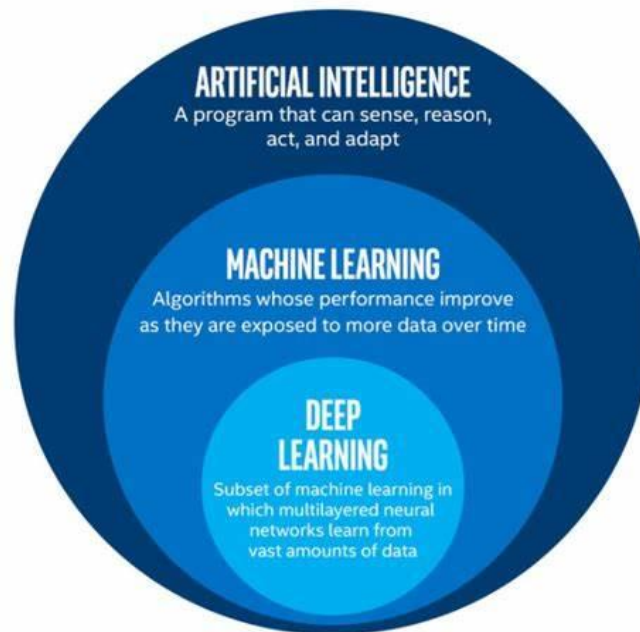 ARTIFICIAL INTELLIGENCE
A program that can sense, reason,
act, and adapt
MACHINE LEARNING
Algorithms whose performance improve
as they are exposed to more data over time
DEEP
LEARNING
Subset of machine learning in
which multilayered neural
networks learn from
vast amounts of data